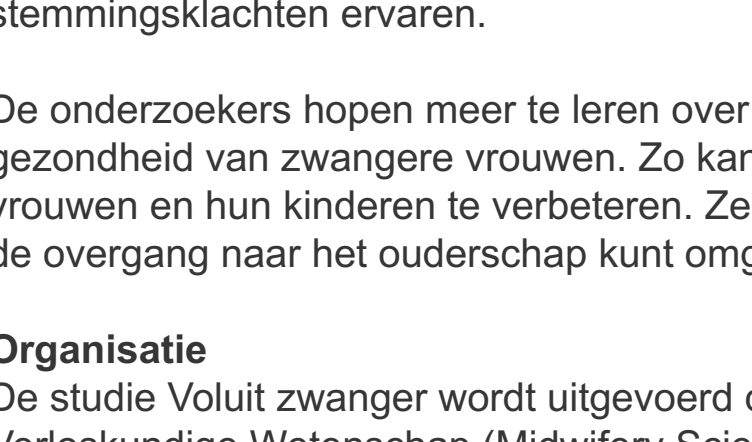 stemmingsklachten ervaren.
De onderzoekers hopen meer te leren over
gezondheid van zwangere vrouwen. Zo kan
vrouwen en hun kinderen te verbeteren. Ze
de overgang naar het ouderschap kunt omg
Organisatie
De studie Voluit zwanger wordt uitgevoerd d
Verloskundige Wetenschap (Midwifery Scie